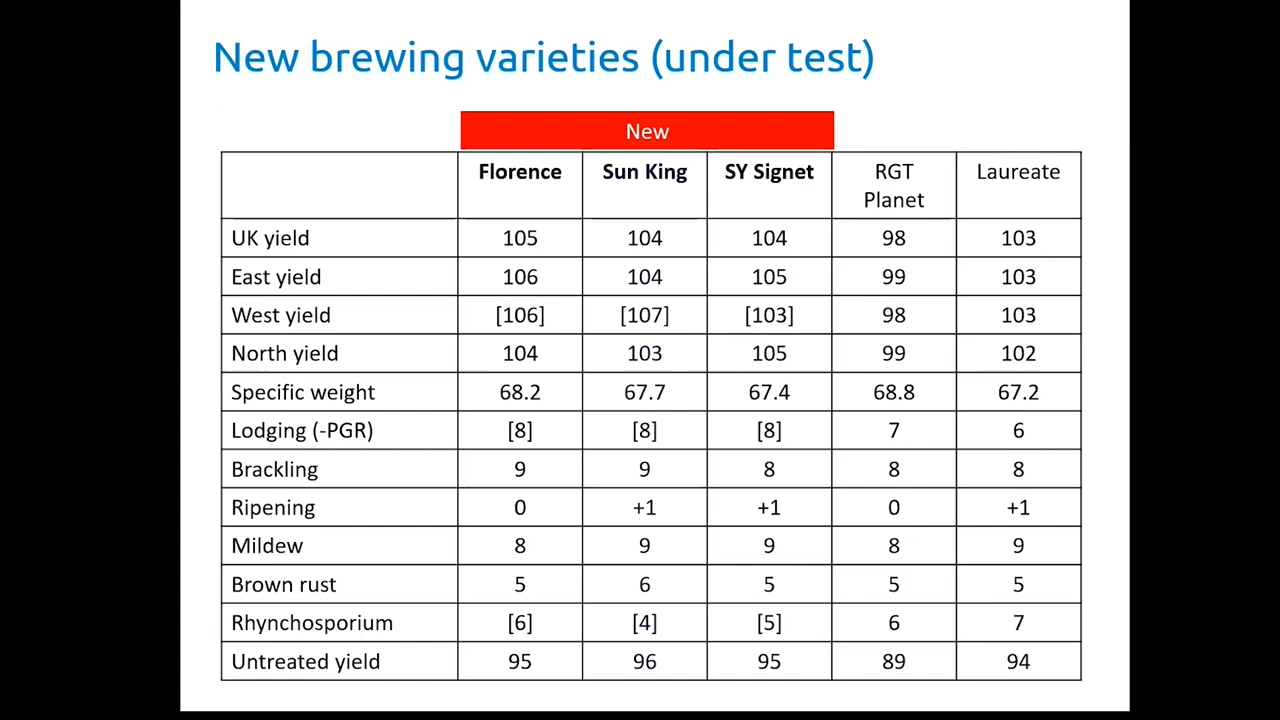 New brewing varieties (under test)
New
Florence Sun King SY Signet RGT Planet Laureate
UK yield 105 104 104 98 103
East yield 106 104 105 99 103
West yield [106] [107] [103] 98 103
North yield 104 103 105 99 102
Specific weight 68.2 67.7 67.4 68.8 67.2
Lodging (-PGR) [8] [8] [8] 7 6
Brackling 9 9 8 8 8
Ripening 0 +1 +1 0 +1
Mildew 8 9 9 8 9
Brown rust 5 6 5 5 5
Rhynchosporium [6] [4] [5] 6 7
Untreated yield 95 96 95 89 94